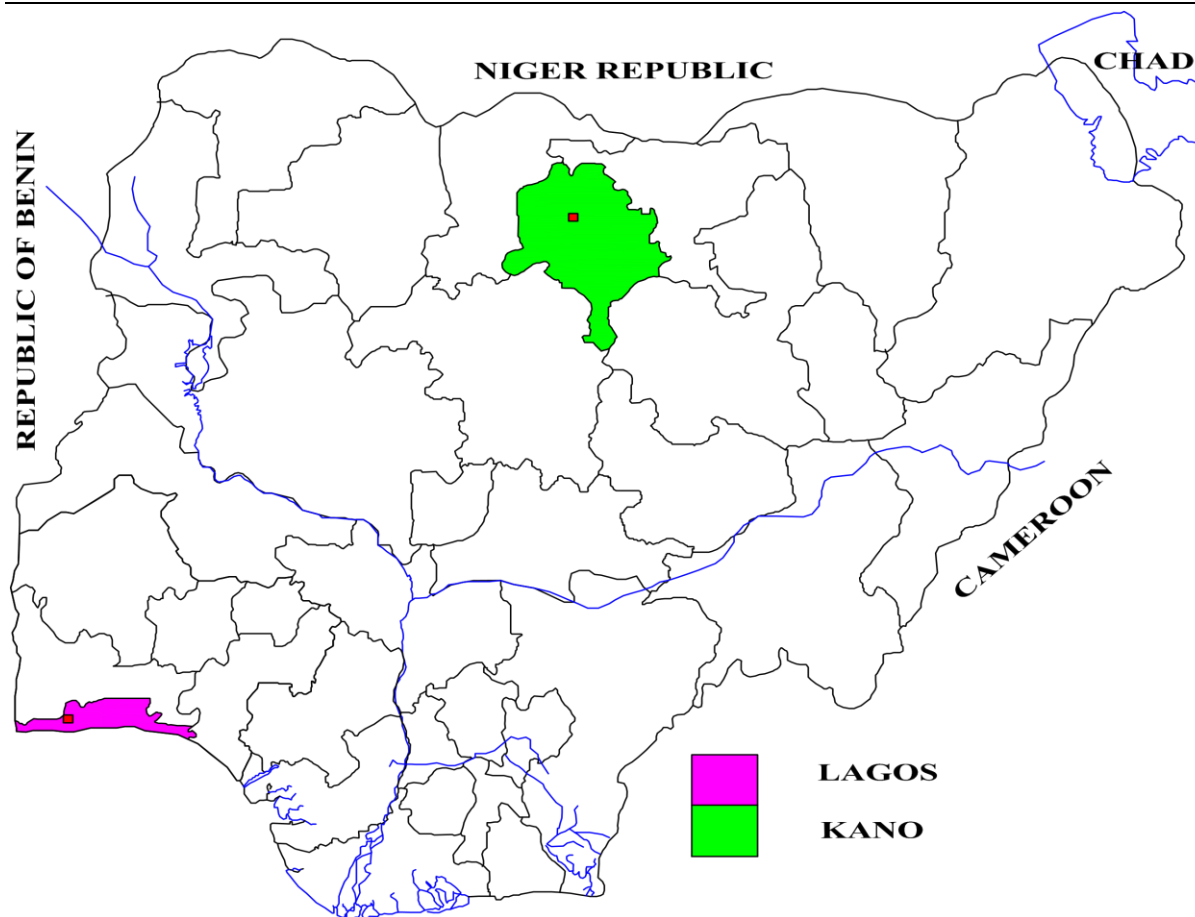 NIGER REPUBLIC
CHAD
REPUBLIC OF BENIN
CAMEROON
LAGOS
KANO